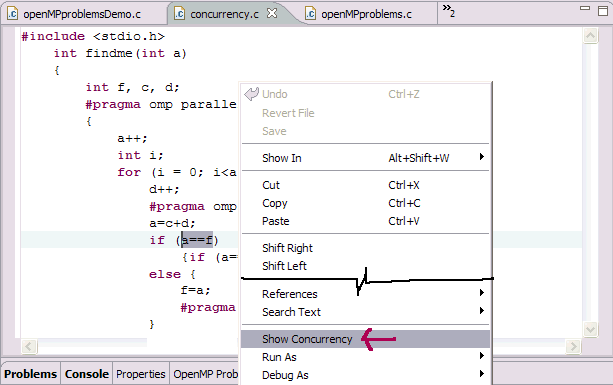 openMPproblemsDemo.c concurrency.c openMPproblems.c »2
#include <stdio.h>
int findme(int a)
{
int f, c, d;
#pragma omp paralle
{
a++;
int i;
for (i = 0; i<a
d++;
#pragma omp
a=c+d;
if (a==f)
{if (a=
else {
f=a;
#pragma
}
Undo Ctrl+Z
Revert File
Save
Show In Alt+Shift+W
Cut Ctrl+X
Copy Ctrl+C
Paste Ctrl+V
Shift Right
Shift Left
References
Search Text
Show Concurrency
Run As
Debug As
Problems Console Properties OpenMP Prob